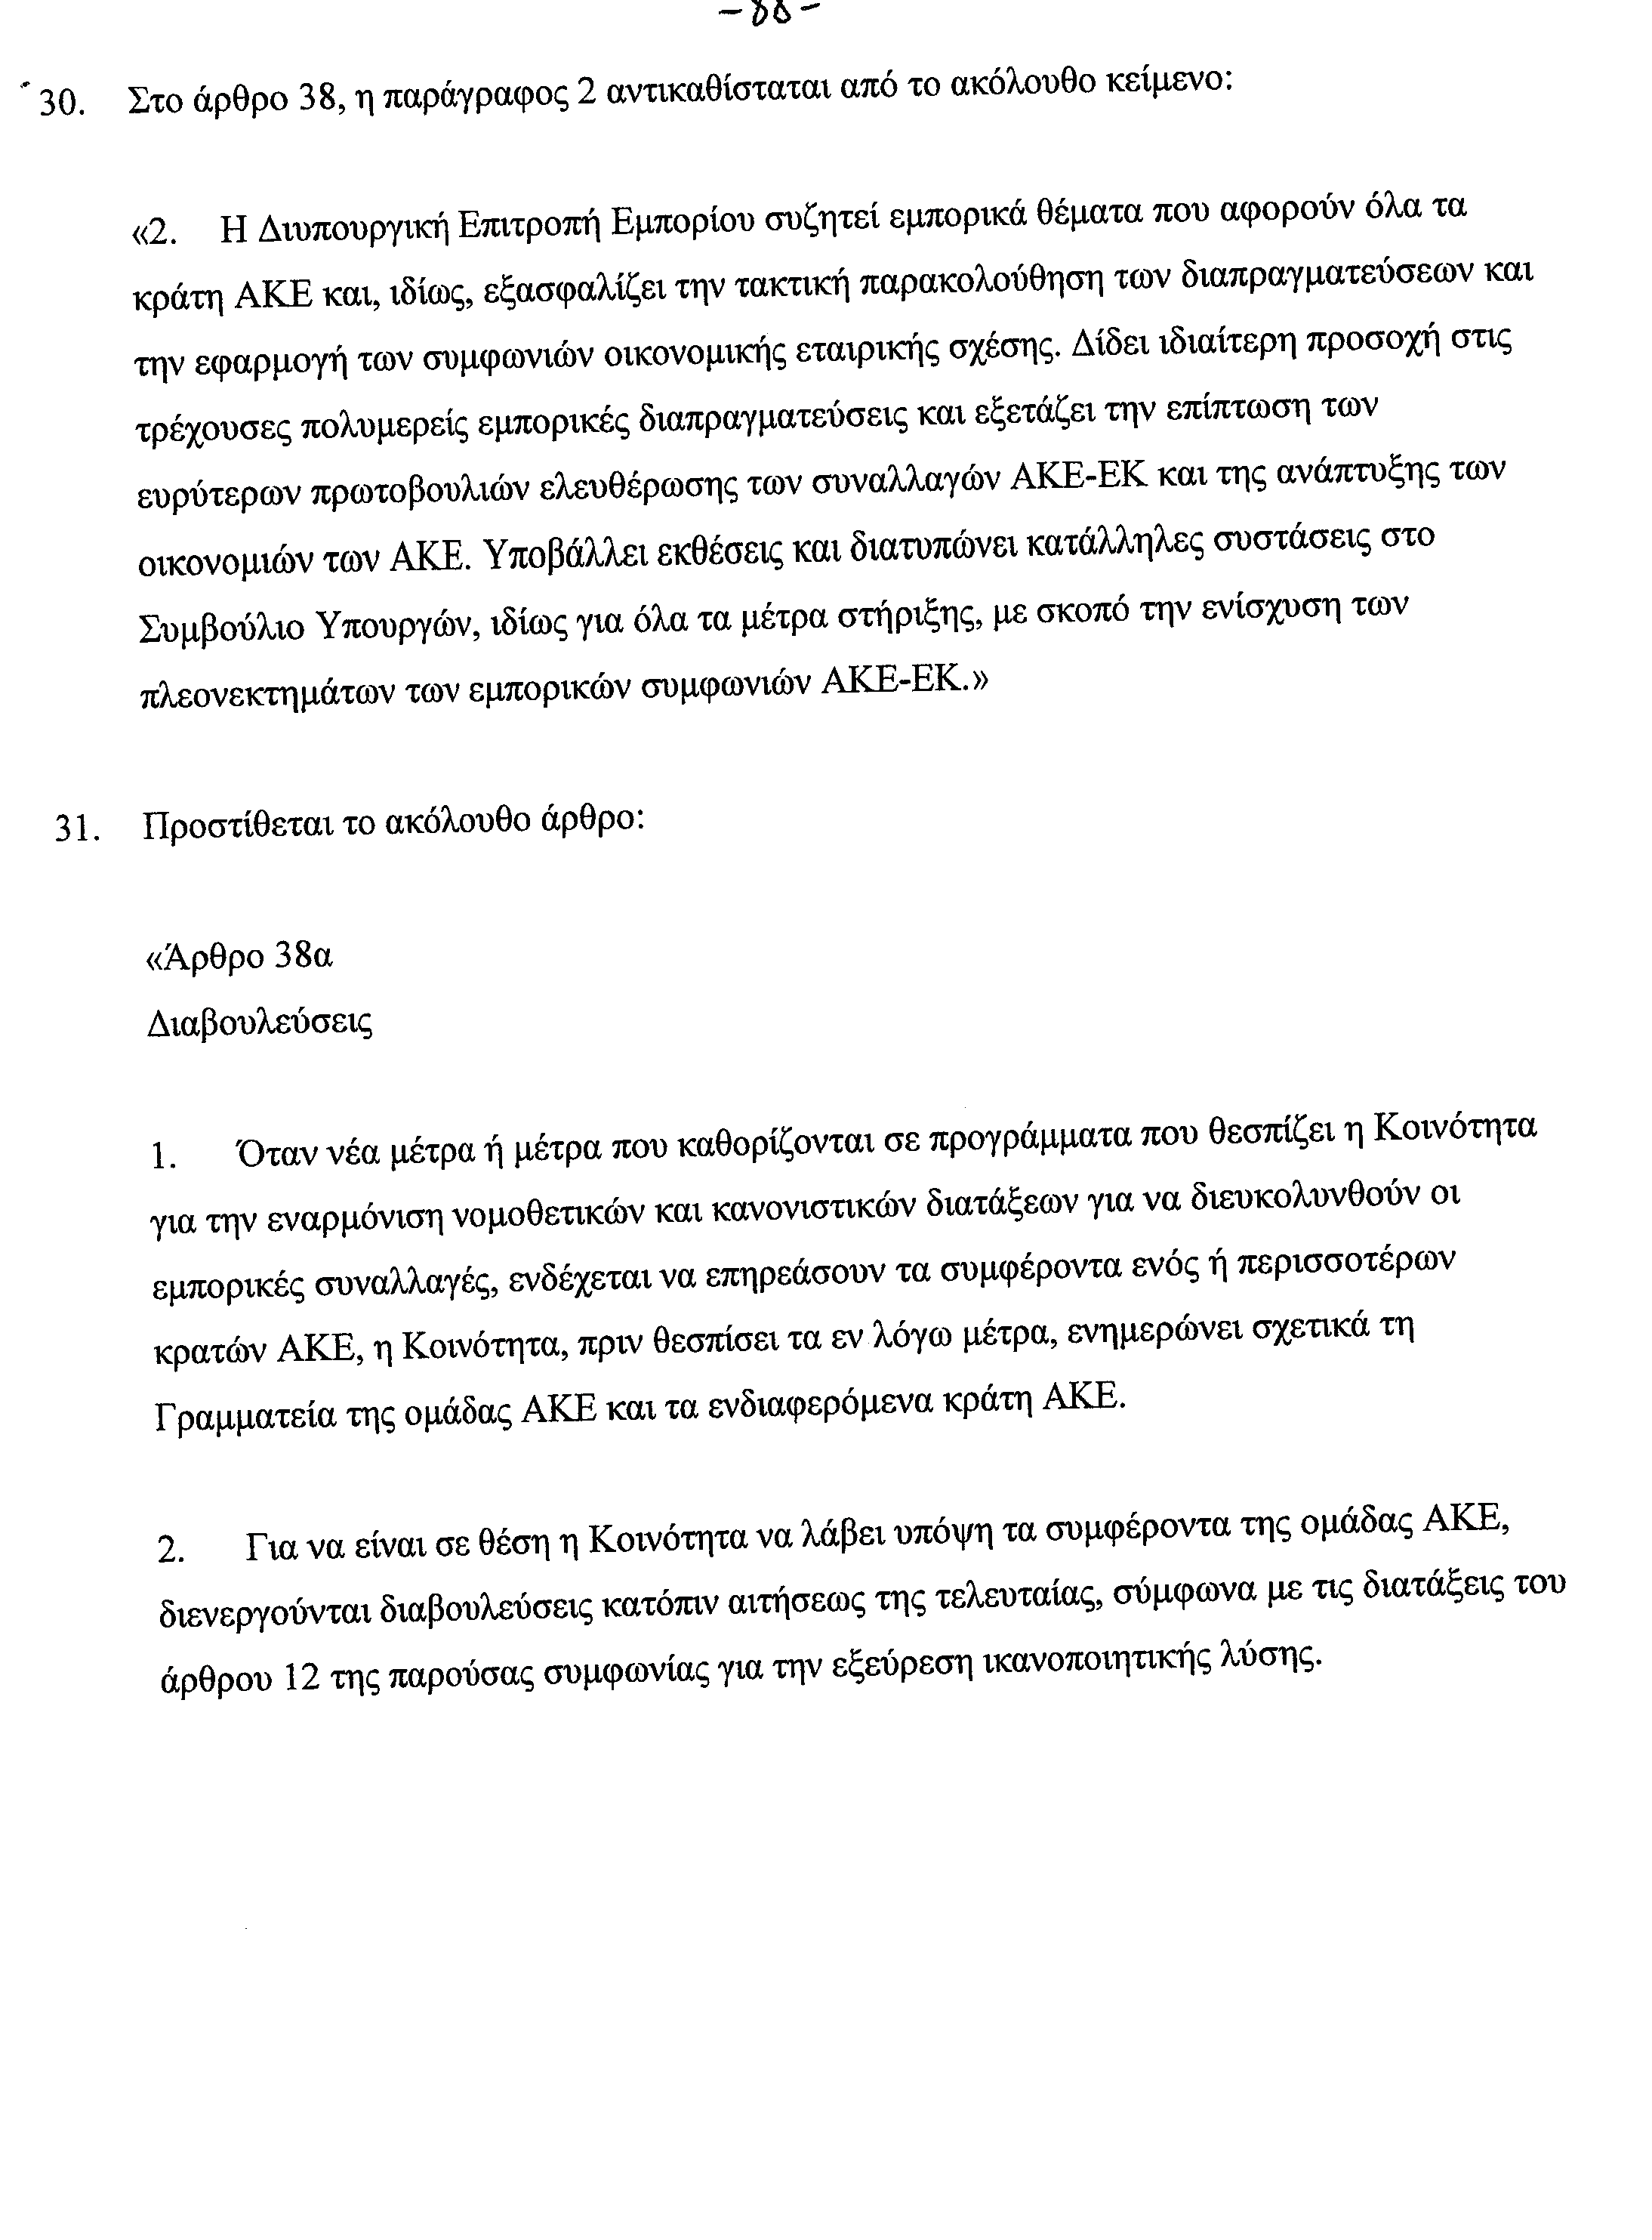 30. Στο άρθρο 38, η παράγραφος 2 αντικαθίσταται από το ακόλουθο κείμενο:
«2. Η Διυπουργική Επιτροπή Εμπορίου συζητεί εμπορικά θέματα που αφορούν όλα τα
κράτη ΑΚΕ και, ιδίως, εξασφαλίζει την τακτική παρακολούθηση των διαπραγματεύσεων και
την εφαρμογή των συμφωνιών οικονομικής εταιρικής σχέσης. Δίδει ιδιαίτερη προσοχή στις
τρέχουσες πολυμερείς εμπορικές διαπραγματεύσεις και εξετάζει την επίπτωση των
ευρύτερων πρωτοβουλιών ελευθέρωσης των συναλλαγών ΑΚΕ-ΕΚ και της ανάπτυξης των
οικονομιών των ΑΚΕ. Υποβάλλει εκθέσεις και διατυπώνει κατάλληλες συστάσεις στο
Συμβούλιο Υπουργών, ιδίως για όλα τα μέτρα στήριξης, με σκοπό την ενίσχυση των
πλεονεκτημάτων των εμπορικών συμφωνιών ΑΚΕ-ΕΚ.»
31. Προστίθεται το ακόλουθο άρθρο:
«Άρθρο 38α
Διαβουλεύσεις
1. Όταν νέα μέτρα ή μέτρα που καθορίζονται σε προγράμματα που θεσπίζει η Κοινότητα
για την εναρμόνιση νομοθετικών και κανονιστικών διατάξεων για να διευκολυνθούν οι
εμπορικές συναλλαγές, ενδέχεται να επηρεάσουν τα συμφέροντα ενός ή περισσοτέρων
κρατών ΑΚΕ, η Κοινότητα, πριν θεσπίσει τα εν λόγω μέτρα, ενημερώνει σχετικά τη
Γραμματεία της ομάδας ΑΚΕ και τα ενδιαφερόμενα κράτη ΑΚΕ.
2. Για να είναι σε θέση η Κοινότητα να λάβει υπόψη τα συμφέροντα της ομάδας ΑΚΕ,
διενεργούνται διαβουλεύσεις κατόπιν αιτήσεως της τελευταίας, σύμφωνα με τις διατάξεις του
άρθρου 12 της παρούσας συμφωνίας για την εξεύρεση ικανοποιητικής λύσης.